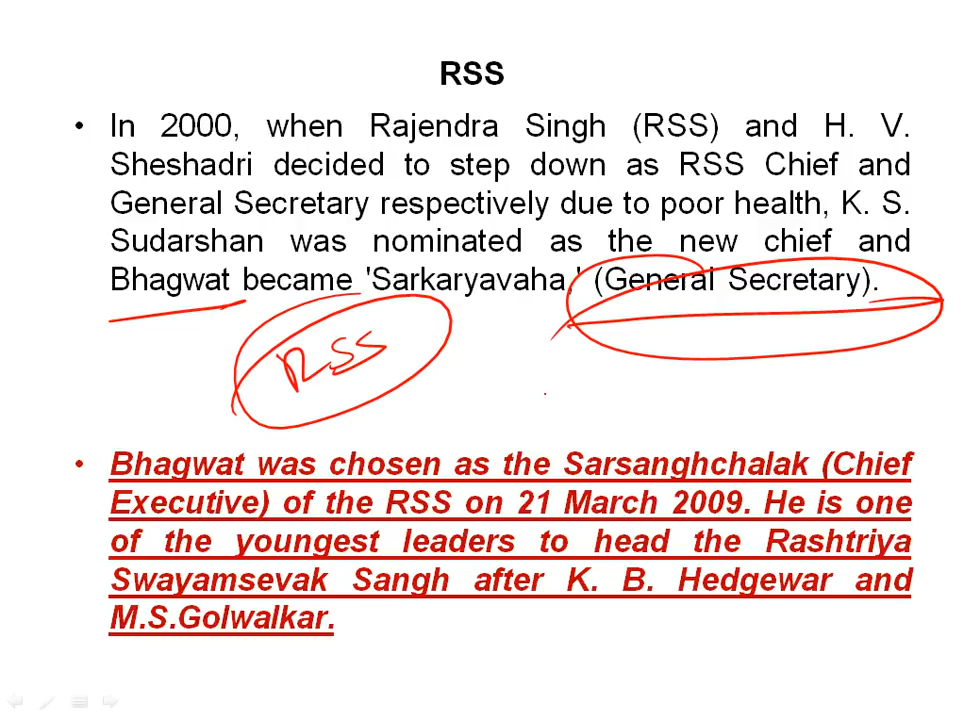 RSS
• In 2000, when Rajendra Singh (RSS) and H. V.
Sheshadri decided to step down as RSS Chief and
General Secretary respectively due to poor health, K. S.
Sudarshan was nominated as the new chief and
Bhagwat became 'Sarkaryavaha,' (General Secretary).
RSS
• Bhagwat was chosen as the Sarsanghchalak (Chief
Executive) of the RSS on 21 March 2009. He is one
of the youngest leaders to head the Rashtriya
Swayamsevak Sangh after K. B. Hedgewar and
M.S.Golwalkar.